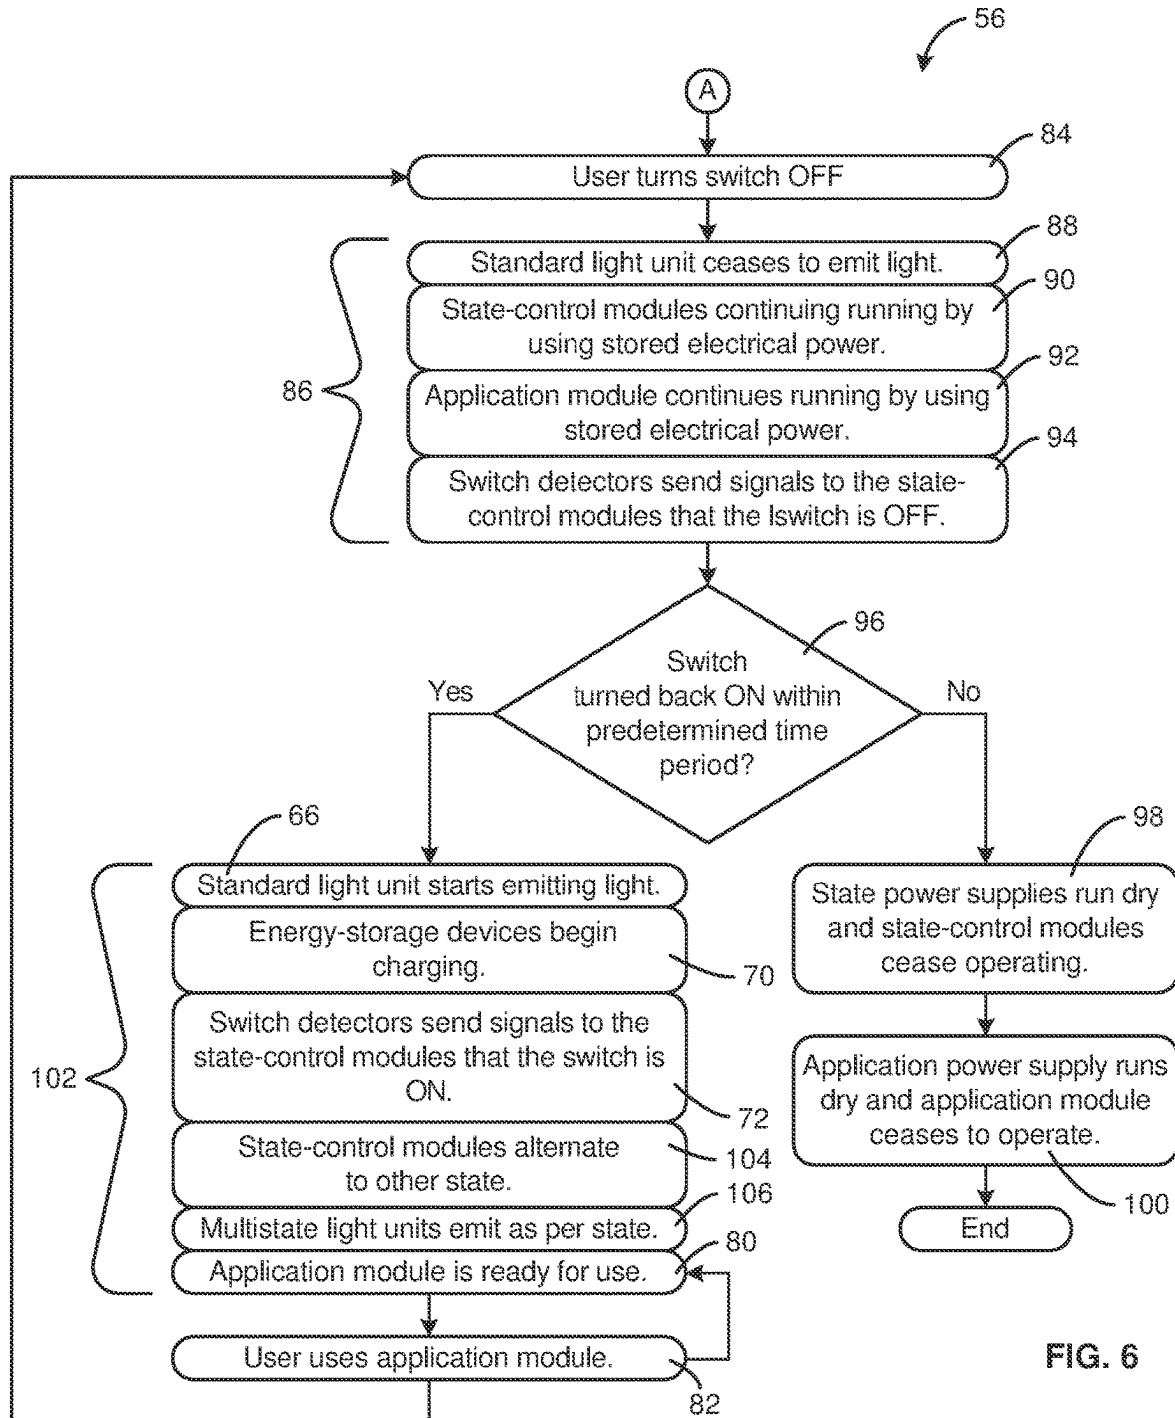 56
A
84
User turns switch OFF
88
Standard light unit ceases to emit light.
90
State-control modules continuing running by
using stored electrical power.
92
Application module continues running by using
stored electrical power.
94
Switch detectors send signals to the state-
control modules that the lswitch is OFF.
86
96
Switch
turned back ON within
predetermined time
period?
Yes
No
66
Standard light unit starts emitting light.
Energy-storage devices begin
charging.
70
Switch detectors send signals to the
state-control modules that the switch is
ON.
72
102
State-control modules alternate
to other state.
104
106
Multistate light units emit as per state.
80
Application module is ready for use.
User uses application module.
82
98
State power supplies run dry
and state-control modules
cease operating.
Application power supply runs
dry and application module
ceases to operate.
100
End
FIG. 6